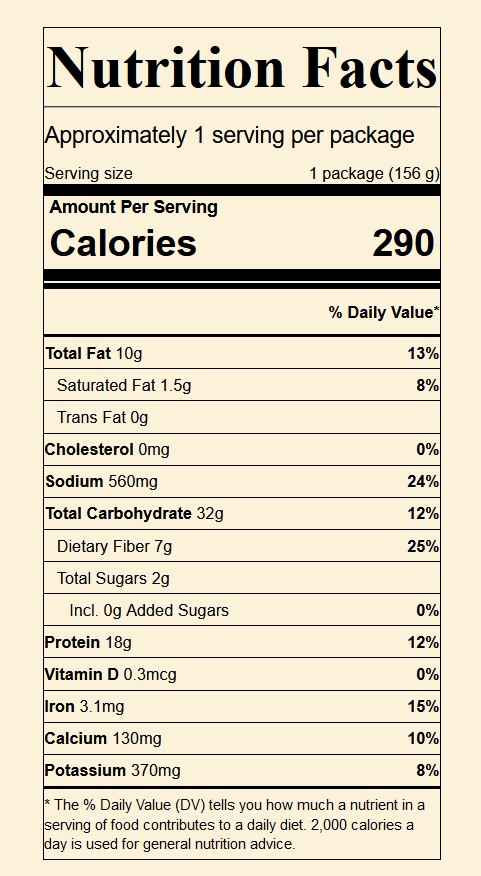 Nutrition Facts
Approximately 1 serving per package
Serving size 1 package (156 g)
Amount Per Serving
Calories 290
% Daily Value*
Total Fat 10g 13%
Saturated Fat 1.5g 8%
Trans Fat 0g
Cholesterol 0mg 0%
Sodium 560mg 24%
Total Carbohydrate 32g 12%
Dietary Fiber 7g 25%
Total Sugars 2g
Incl. 0g Added Sugars 0%
Protein 18g 12%
Vitamin D 0.3mcg 0%
Iron 3.1mg 15%
Calcium 130mg 10%
Potassium 370mg 8%
* The % Daily Value (DV) tells you how much a nutrient in a
serving of food contributes to a daily diet. 2,000 calories a
day is used for general nutrition advice.